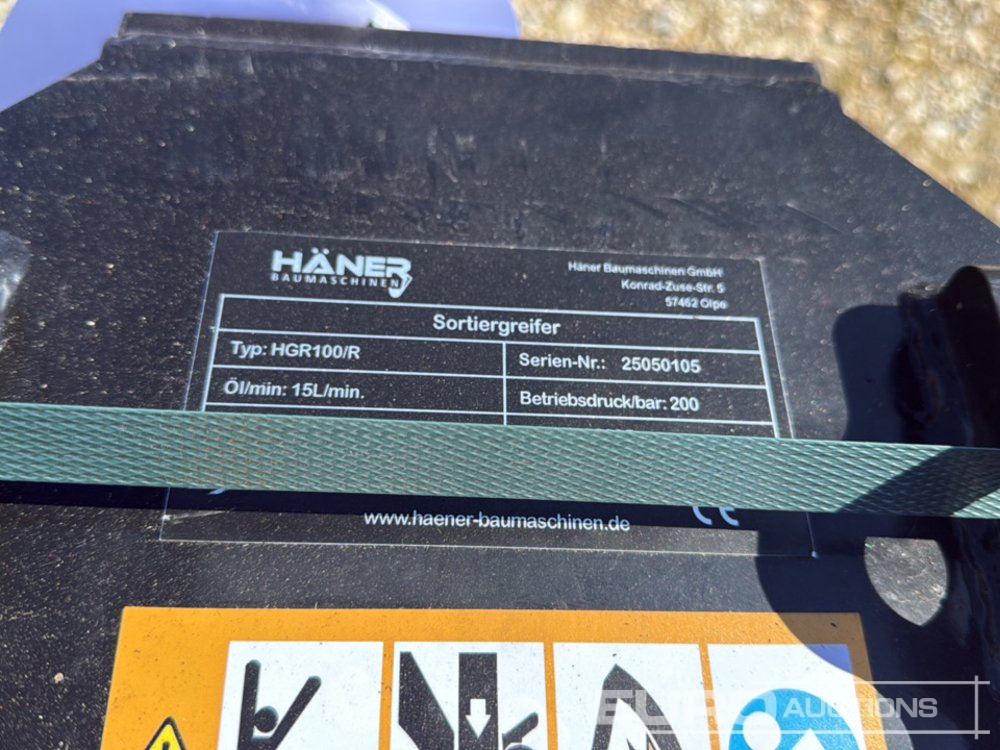 HÄNER
BAUMASCHINEN
Häner Baumaschinen GmbH
Konrad-Zuse-Str. 5
57462 Olpe
Sortiergreifer
Typ: HGR100/R
Serien-Nr.: 25050105
Öl/min: 15L/min.
Betriebsdruck/bar: 200
www.haener-baumaschinen.de
CE
EURO AUCTIONS